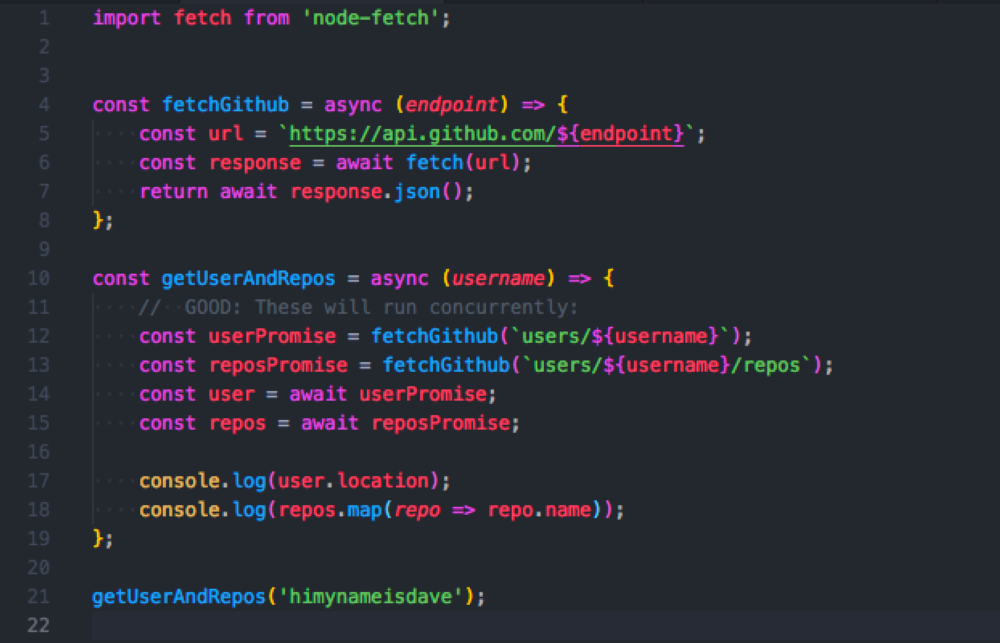 1 import fetch from 'node-fetch';
2
3
4 const fetchGithub = async (endpoint) => {
5     const url = `https://api.github.com/${endpoint}`;
6     const response = await fetch(url);
7     return await response.json();
8 };
9
10 const getUserAndRepos = async (username) => {
11     //  GOOD: These will run concurrently:
12     const userPromise = fetchGithub(`users/${username}`);
13     const reposPromise = fetchGithub(`users/${username}/repos`);
14     const user = await userPromise;
15     const repos = await reposPromise;
16
17     console.log(user.location);
18     console.log(repos.map(repo => repo.name));
19 };
20
21 getUserAndRepos('himynameisdave');
22